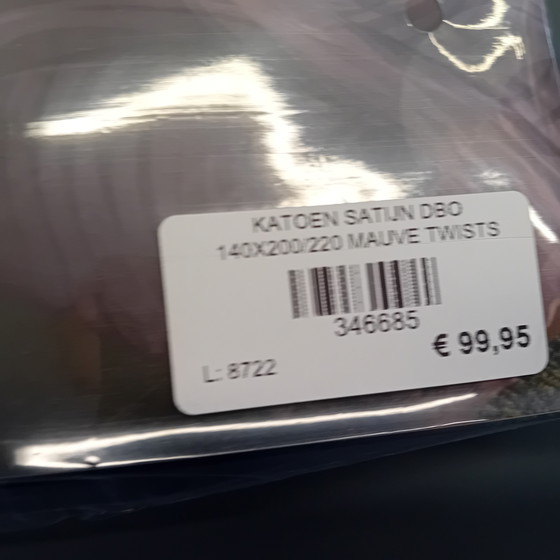 KATOEN SATIJN DBO
140X200/220 MAUVE TWISTS
346685
€ 99,95
L: 8722